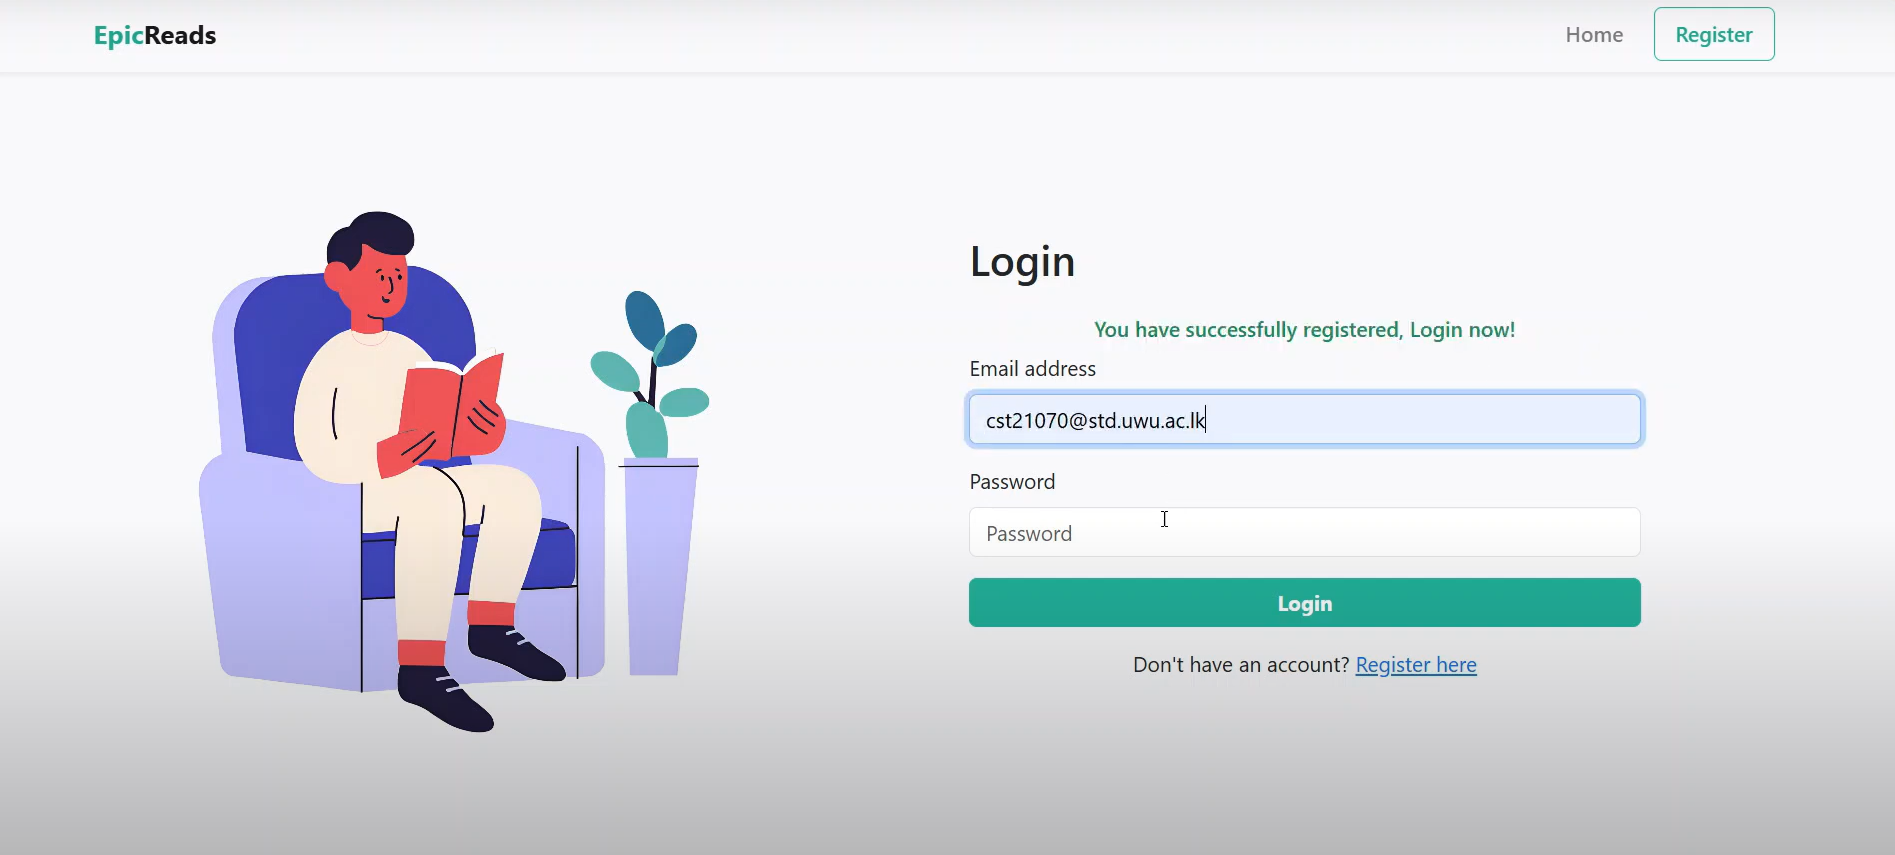 EpicReads
Home
Register
Login
You have successfully registered, Login now!
Email address
cst21070@std.uwu.ac.lk
Password
Password
Login
Don't have an account? Register here